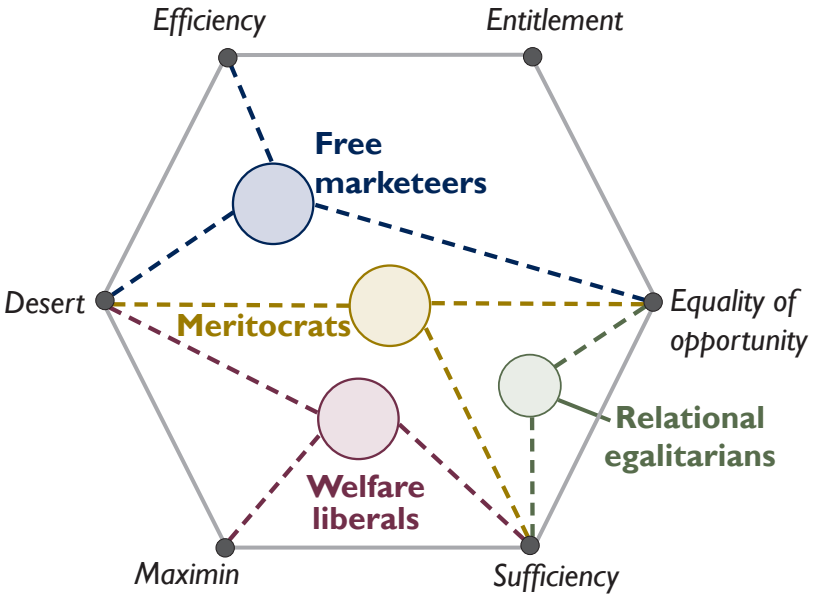 Efficiency
Entitlement
Free
marketeers
Desert
Equality of
opportunity
Meritocrats
Relational
egalitarians
Welfare
liberals
Maximin
Sufficiency